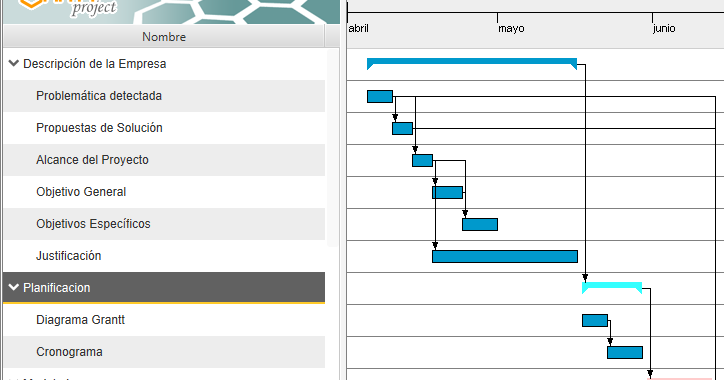 project
Nombre
abril mayo junio
Descripción de la Empresa
Problemática detectada
Propuestas de Solución
Alcance del Proyecto
Objetivo General
Objetivos Específicos
Justificación
Planificacion
Diagrama Grantt
Cronograma